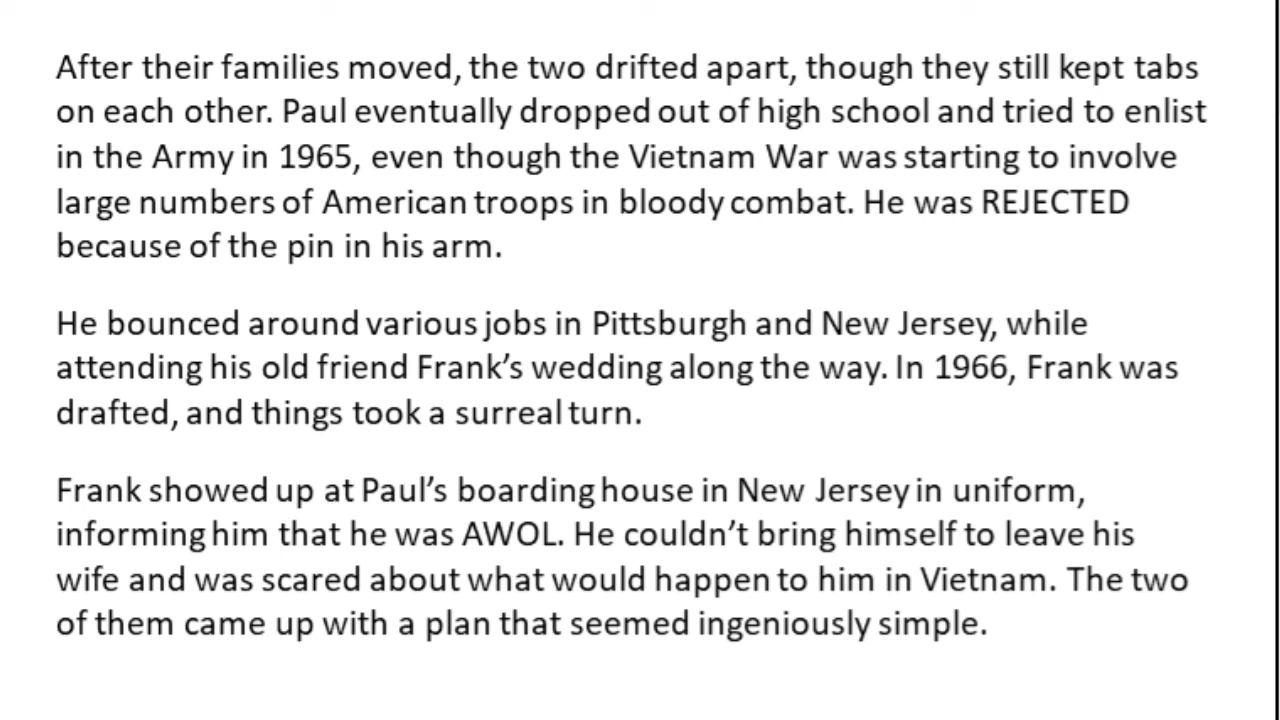 After their families moved, the two drifted apart, though they still kept tabs
on each other. Paul eventually dropped out of high school and tried to enlist
in the Army in 1965, even though the Vietnam War was starting to involve
large numbers of American troops in bloody combat. He was REJECTED
because of the pin in his arm.
He bounced around various jobs in Pittsburgh and New Jersey, while
attending his old friend Frank’s wedding along the way. In 1966, Frank was
drafted, and things took a surreal turn.
Frank showed up at Paul’s boarding house in New Jersey in uniform,
informing him that he was AWOL. He couldn’t bring himself to leave his
wife and was scared about what would happen to him in Vietnam. The two
of them came up with a plan that seemed ingeniously simple.